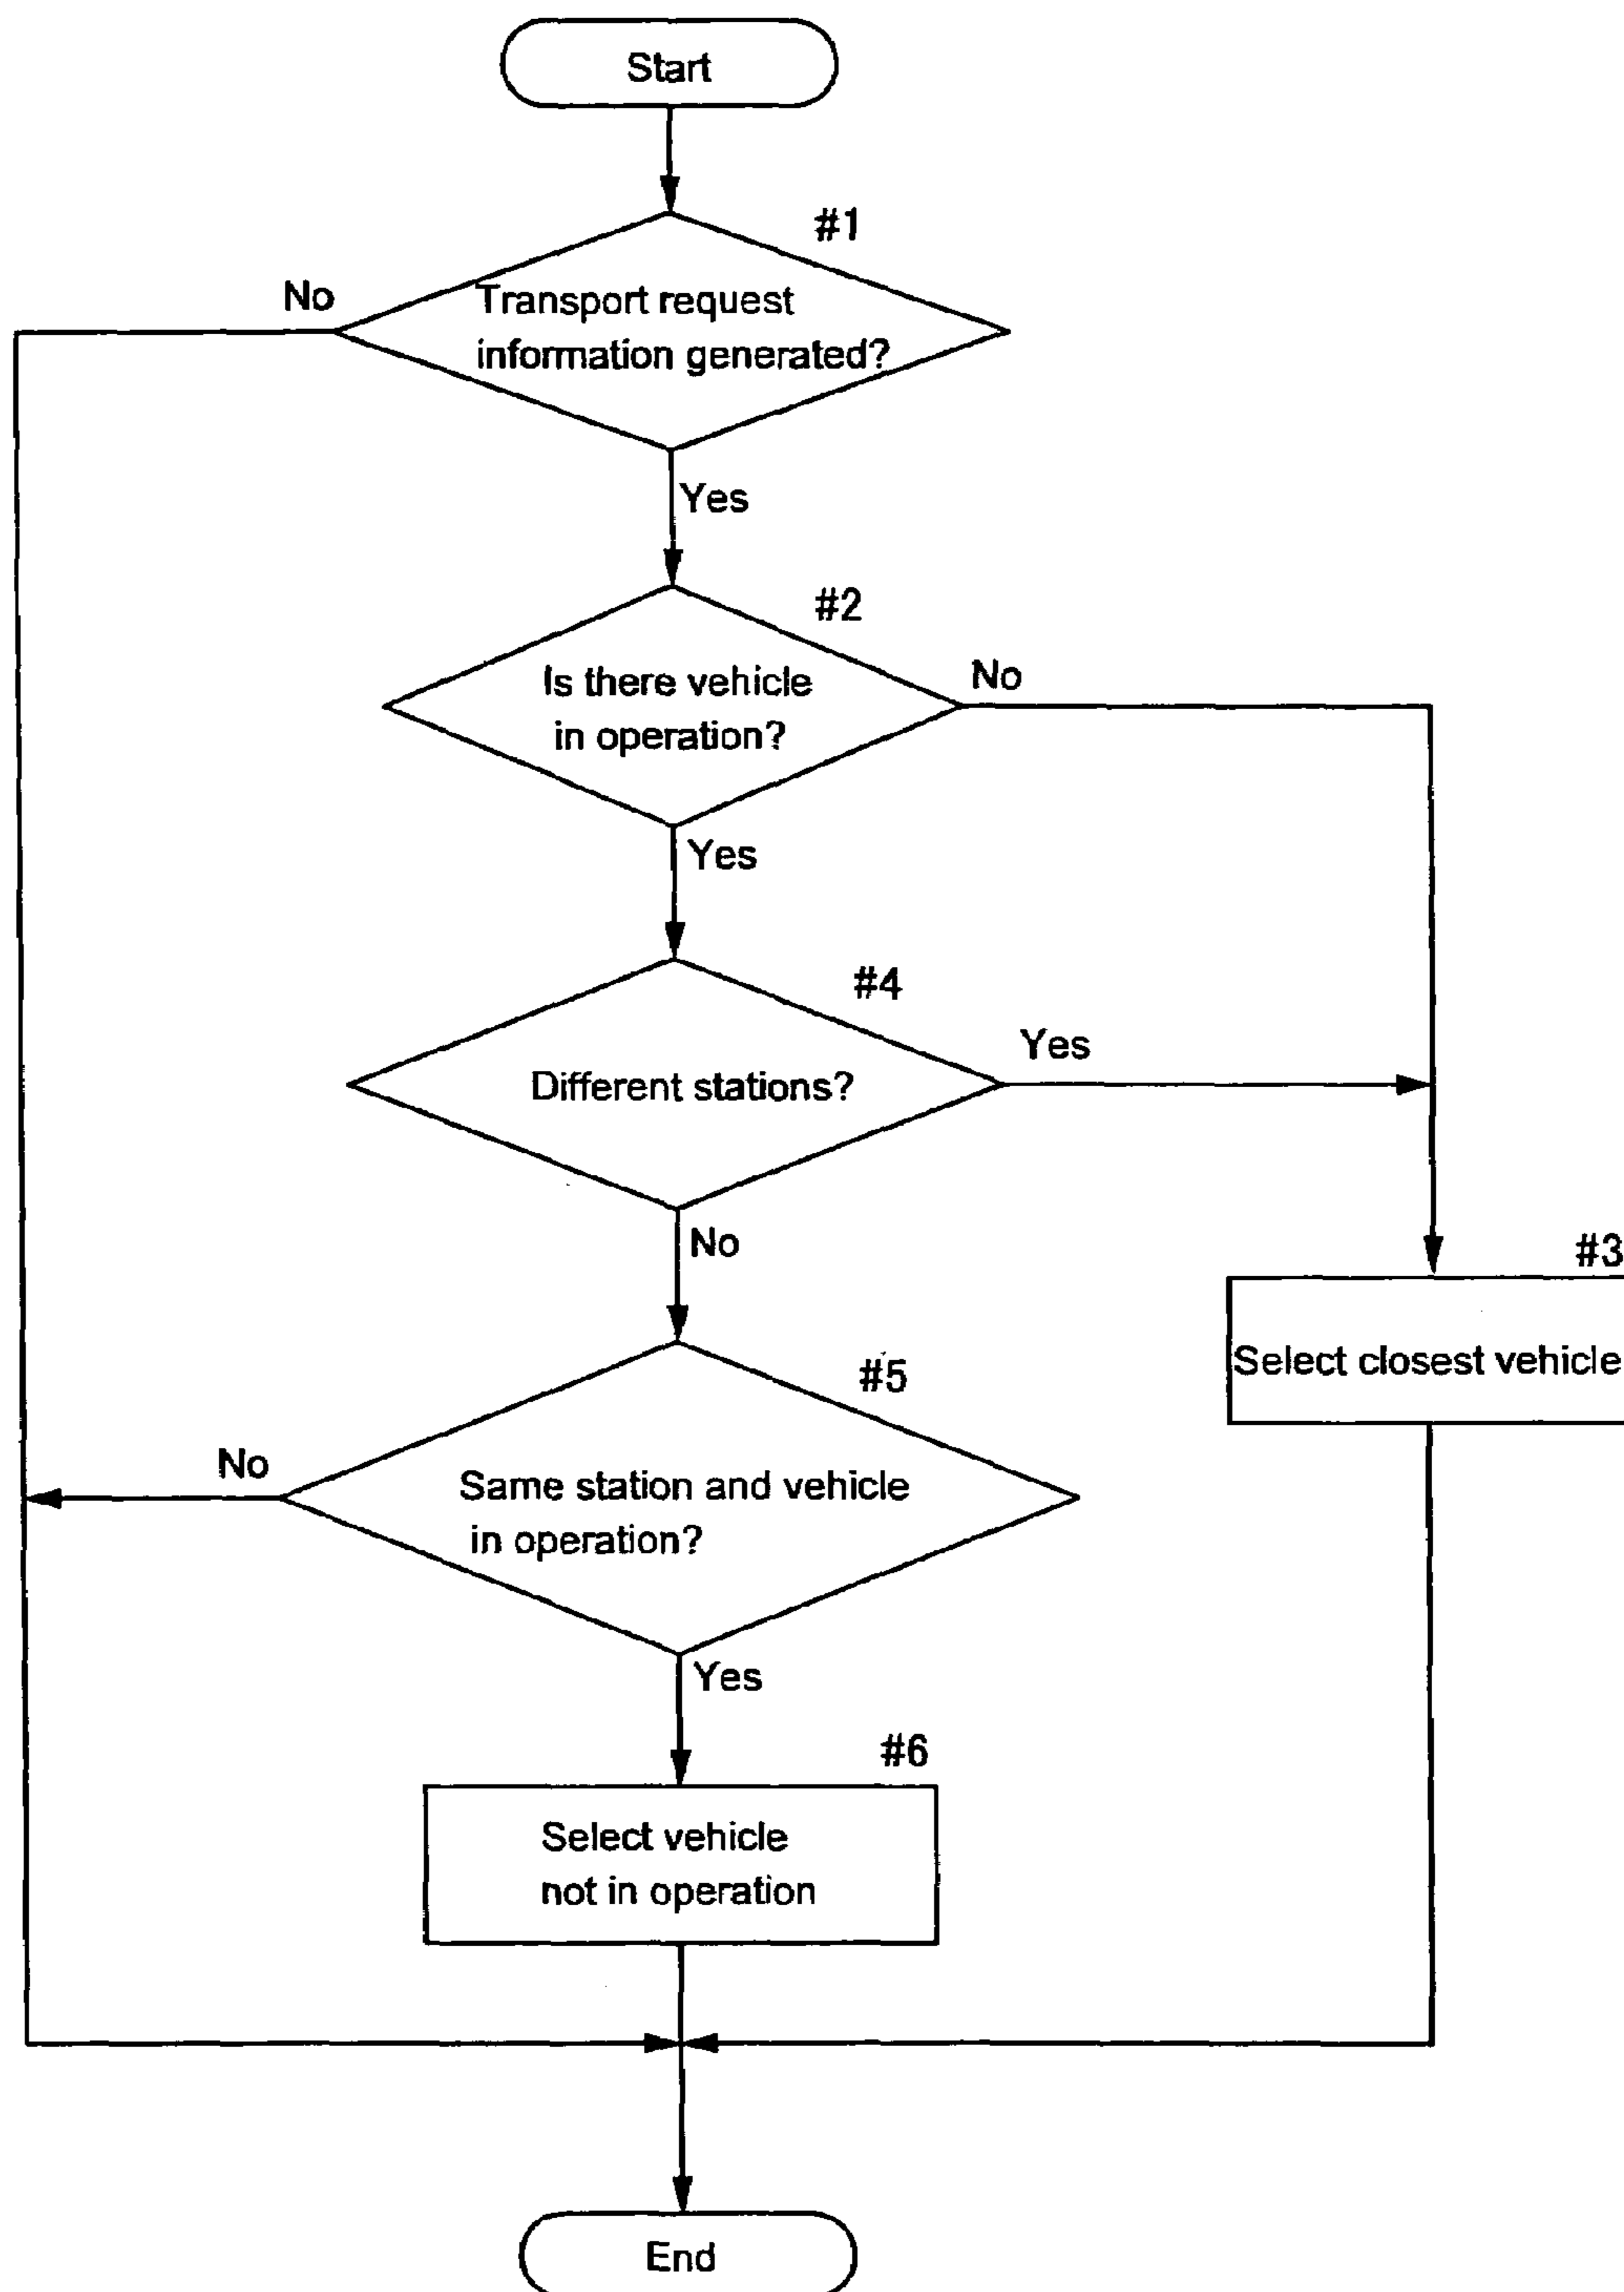 Start
#1
No
Transport request
information generated?
Yes
#2
Is there vehicle
in operation?
No
Yes
#4
Different stations?
Yes
No
#3
Select closest vehicle
#5
No
Same station and vehicle
in operation?
Yes
#6
Select vehicle
not in operation
End